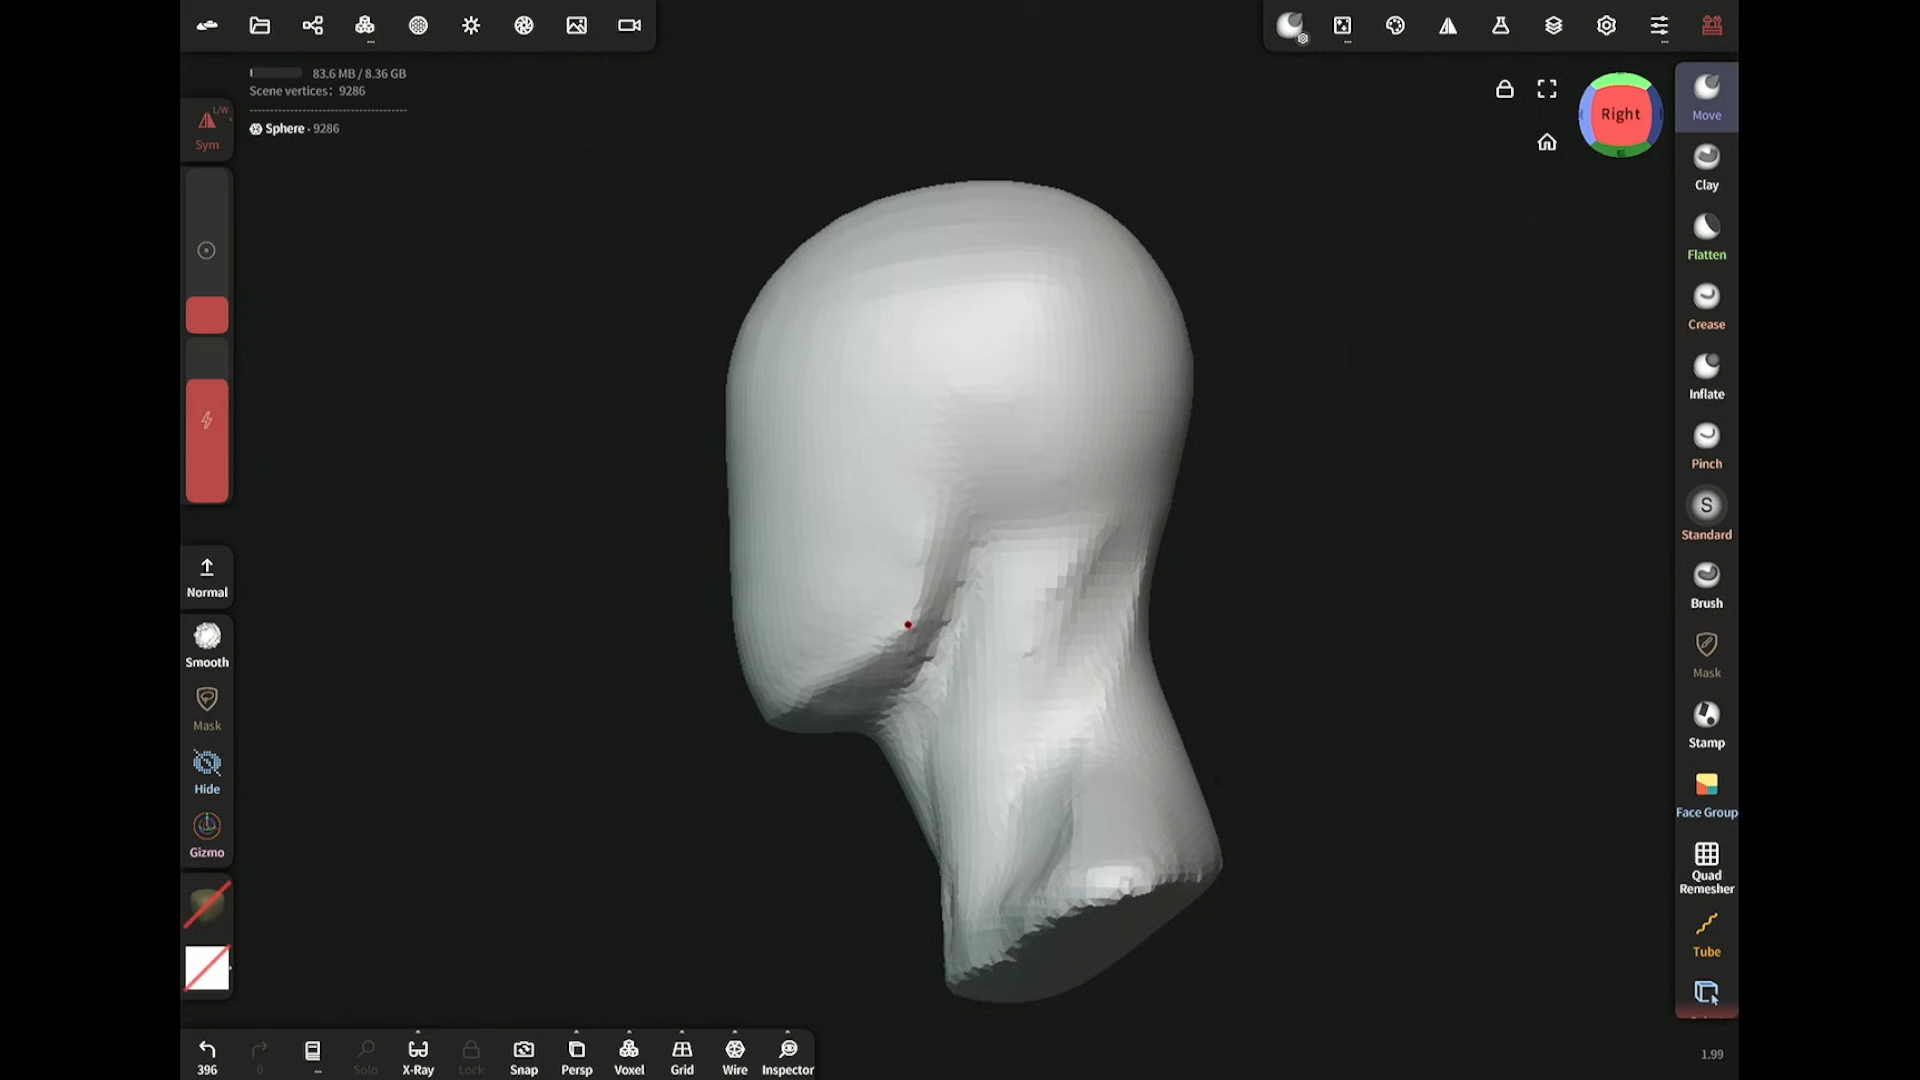 83.6 MB / 8.36 GB
Scene vertices: 9286
Sphere • 9286
L/W
Sym
Normal
Smooth
Mask
Hide
Gizmo
Right
Move
Clay
Flatten
Crease
Inflate
Pinch
S
Standard
Brush
Mask
Stamp
Face Group
Quad
Remesher
Tube
396
0
Solo
X-Ray
Lock
Snap
Persp
Voxel
Grid
Wire
Inspector
1.99